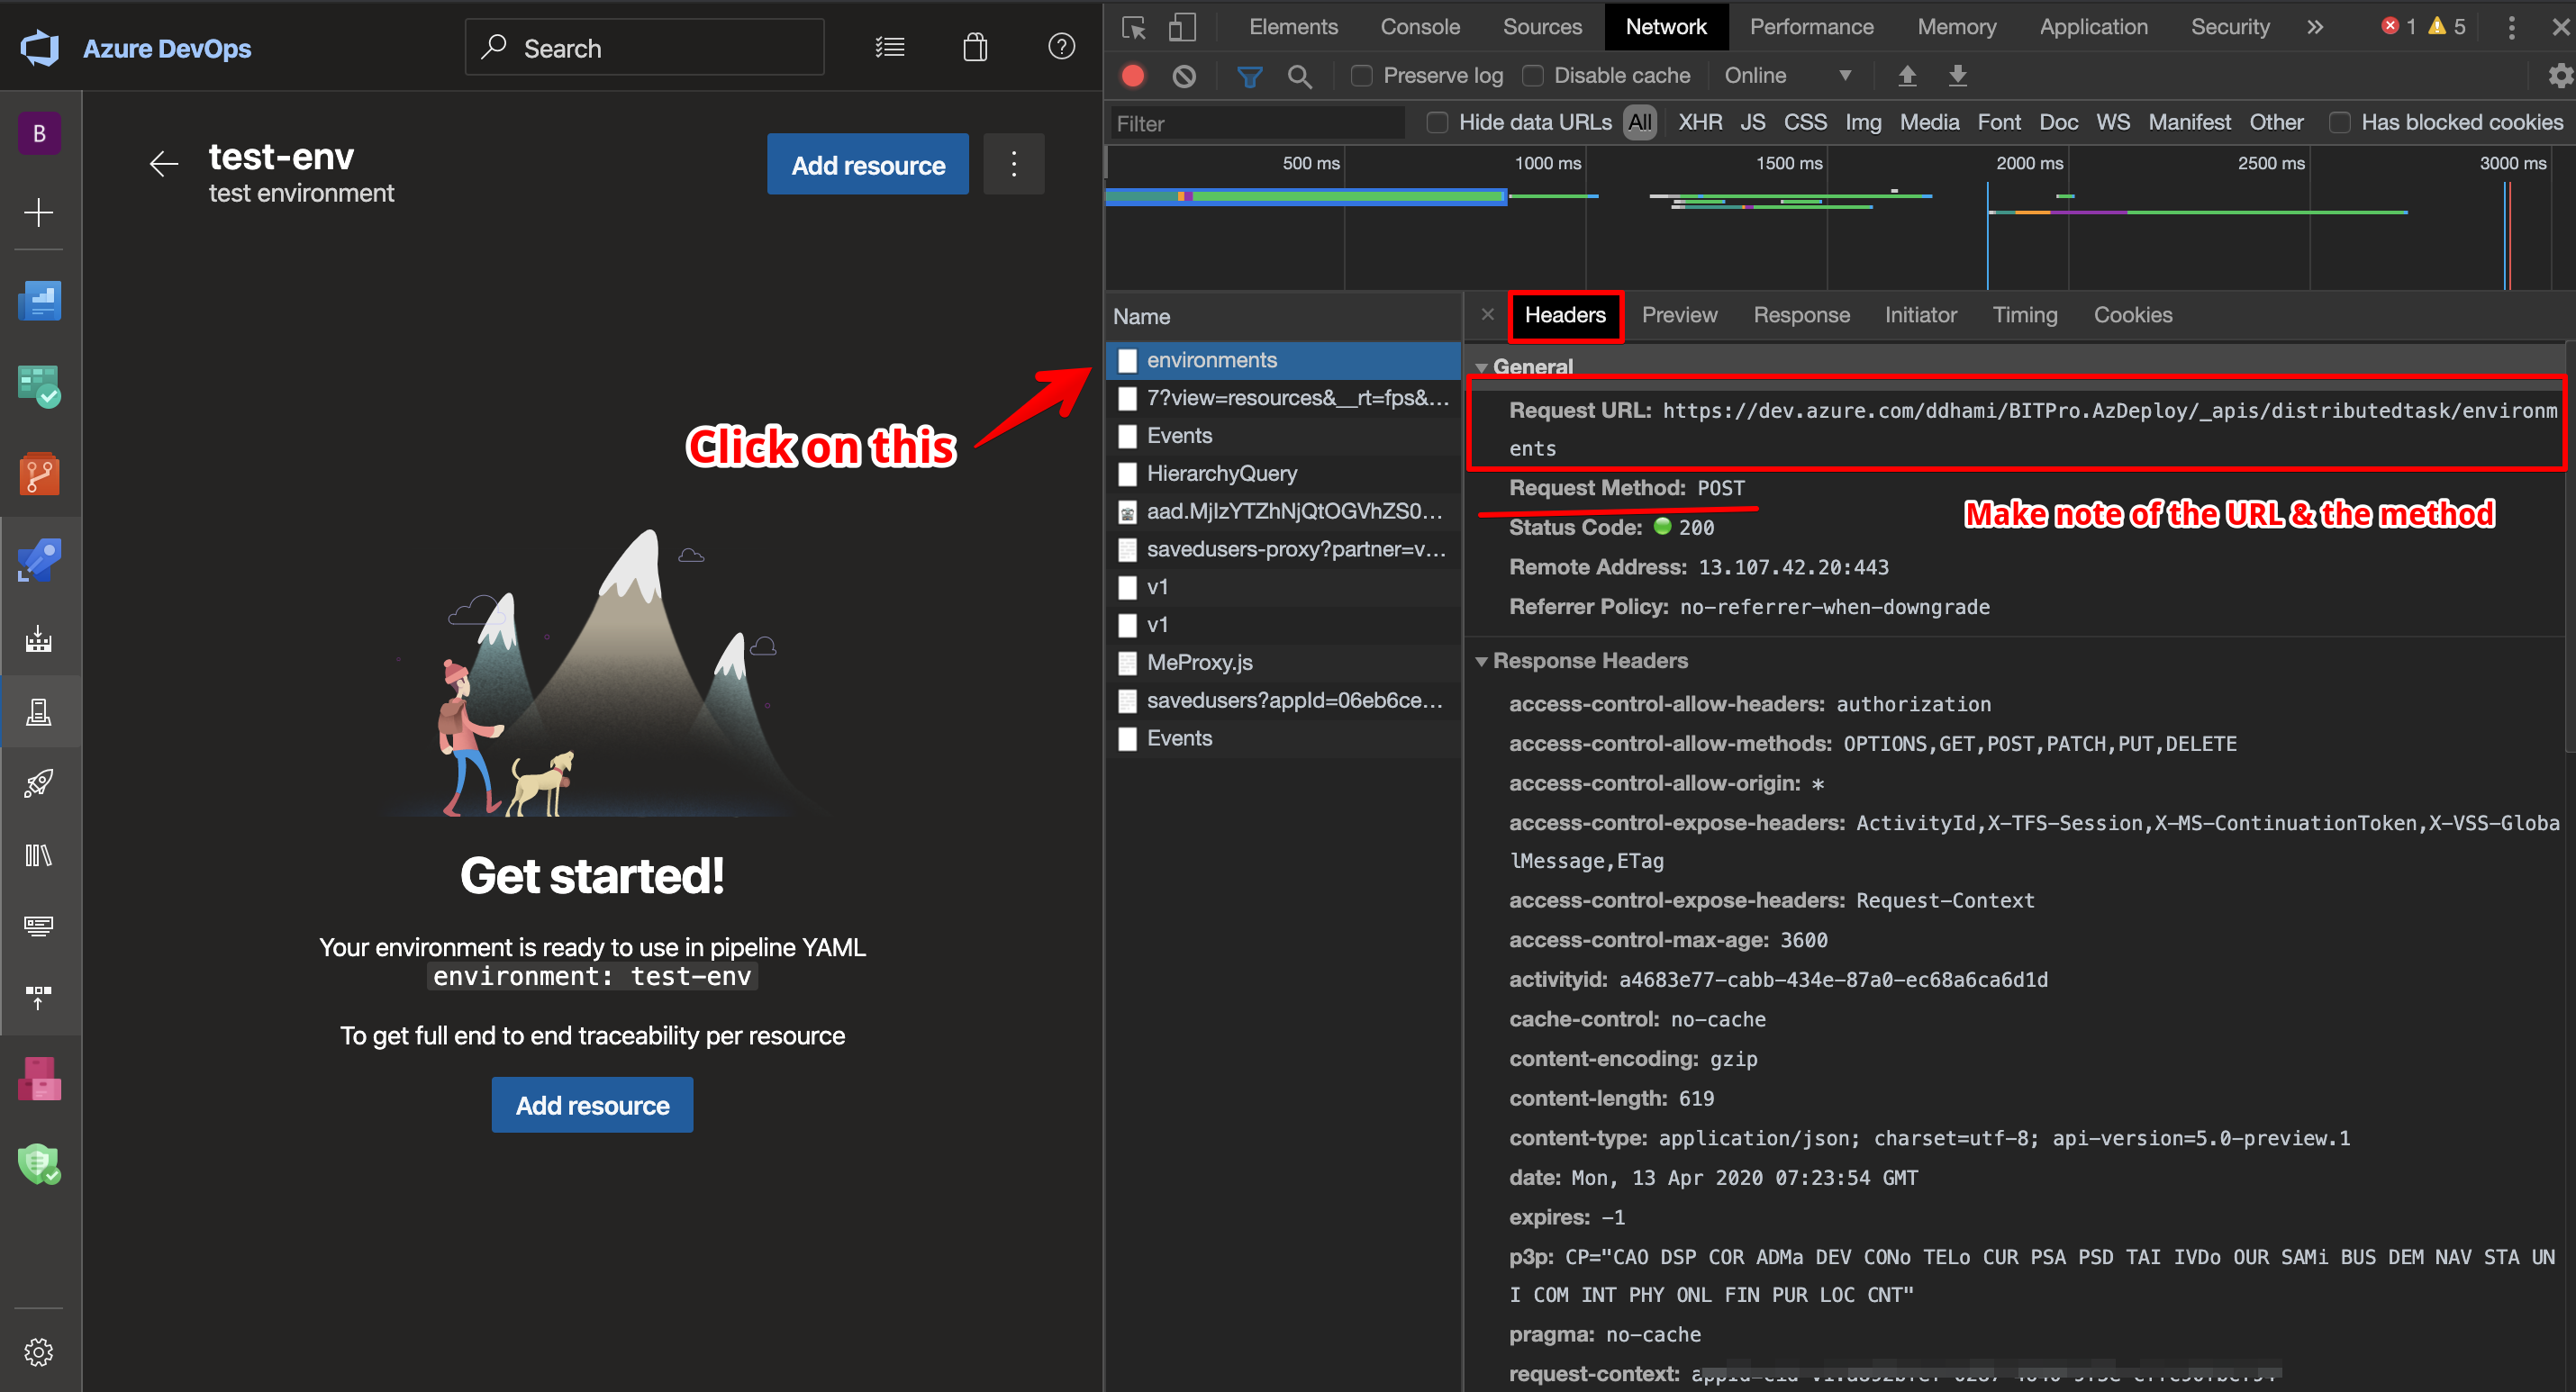 Azure DevOps
Search
B
test-env
test environment
Add resource
Click on this
Get started!
Your environment is ready to use in pipeline YAML
environment: test-env
To get full end to end traceability per resource
Add resource
Elements Console Sources Network Performance Memory Application Security » 1 5
Preserve log Disable cache Online
Filter Hide data URLs All XHR JS CSS Img Media Font Doc WS Manifest Other Has blocked cookies
500 ms 1000 ms 1500 ms 2000 ms 2500 ms 3000 ms
Name
environments
7?view=resources&__rt=fps&...
Events
HierarchyQuery
aad.MjIzYTZhNjQtOGVhZS0...
savedusers-proxy?partner=v...
v1
v1
MeProxy.js
savedusers?appId=06eb6ce...
Events
Headers Preview Response Initiator Timing Cookies
General
Request URL: https://dev.azure.com/ddhami/BITPro.AzDeploy/_apis/distributedtask/environm
ents
Request Method: POST
Make note of the URL & the method
Status Code: 200
Remote Address: 13.107.42.20:443
Referrer Policy: no-referrer-when-downgrade
Response Headers
access-control-allow-headers: authorization
access-control-allow-methods: OPTIONS,GET,POST,PATCH,PUT,DELETE
access-control-allow-origin: *
access-control-expose-headers: ActivityId,X-TFS-Session,X-MS-ContinuationToken,X-VSS-Globa
lMessage,ETag
access-control-expose-headers: Request-Context
access-control-max-age: 3600
activityid: a4683e77-cabb-434e-87a0-ec68a6ca6d1d
cache-control: no-cache
content-encoding: gzip
content-length: 619
content-type: application/json; charset=utf-8; api-version=5.0-preview.1
date: Mon, 13 Apr 2020 07:23:54 GMT
expires: -1
p3p: CP="CAO DSP COR ADMa DEV CONo TELo CUR PSA PSD TAI IVDo OUR SAMi BUS DEM NAV STA UN
I COM INT PHY ONL FIN PUR LOC CNT"
pragma: no-cache
request-context: